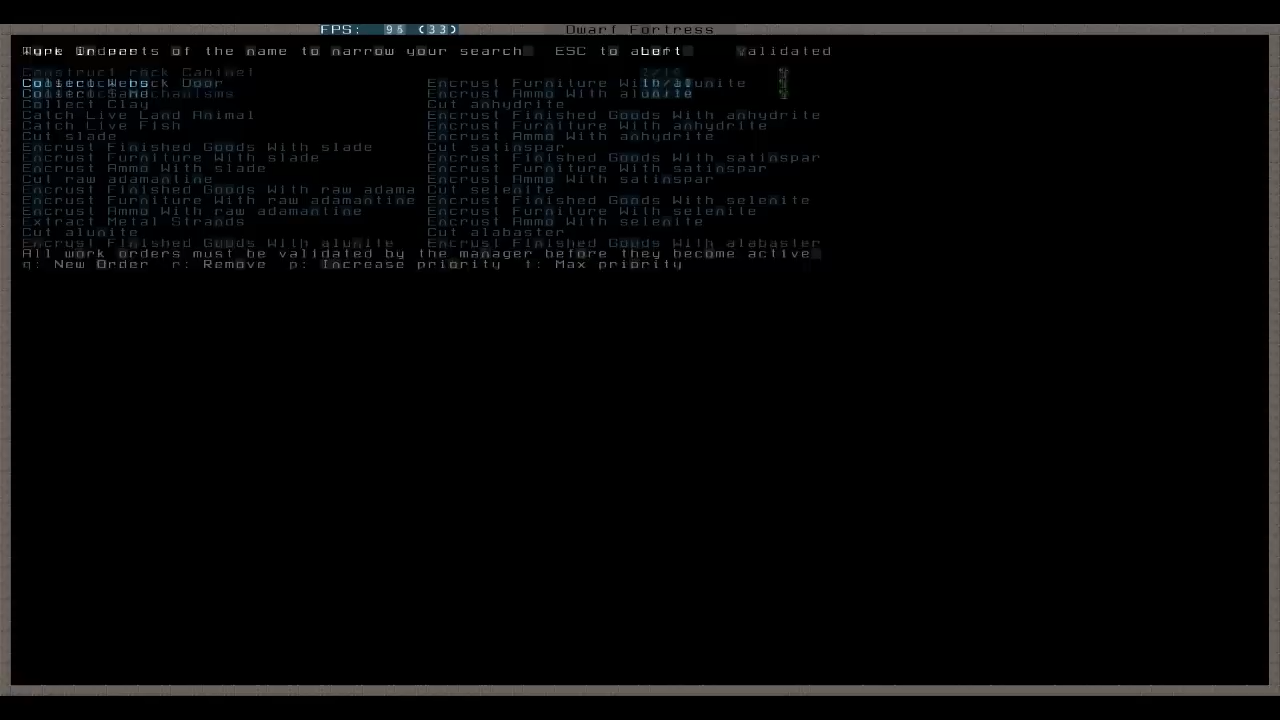 FPS: 96 (33) Dwarf Fortress
Type in parts of the name to narrow your search. ESC to abort. Validated
Construct rock Cabinet
Collect Webs Door Encrust Furniture With alunite
Collect Sand Mechanisms Encrust Ammo With alunite
Collect Clay Cut anhydrite
Catch Live Land Animal Encrust Finished Goods With anhydrite
Catch Live Fish Encrust Furniture With anhydrite
Cut slade Encrust Ammo With anhydrite
Encrust Finished Goods With slade Cut satinspar
Encrust Furniture With slade Encrust Finished Goods With satinspar
Encrust Ammo With slade Encrust Furniture With satinspar
Cut raw adamantine Encrust Ammo With satinspar
Encrust Finished Goods With raw adama Cut selenite
Encrust Furniture With raw adamantine Encrust Finished Goods With selenite
Encrust Ammo With raw adamantine Encrust Furniture With selenite
Extract Metal Strands Encrust Ammo With selenite
Cut alunite Cut alabaster
Encrust Finished Goods With alunite Encrust Finished Goods With alabaster
All work orders must be validated by the manager before they become active.
q: New Order r: Remove p: Increase priority t: Max priority